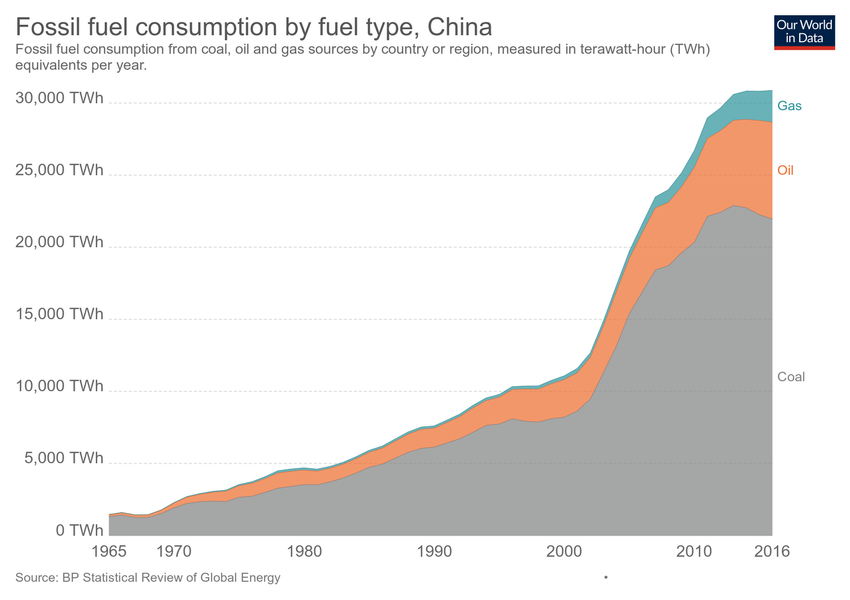 Fossil fuel consumption by fuel type, China
Our World
in Data
Fossil fuel consumption from coal, oil and gas sources by country or region, measured in terawatt-hour (TWh)
equivalents per year.
30,000 TWh
Gas
25,000 TWh
Oil
20,000 TWh
15,000 TWh
10,000 TWh
Coal
5,000 TWh
0 TWh
1965 1970 1980 1990 2000 2010 2016
Source: BP Statistical Review of Global Energy